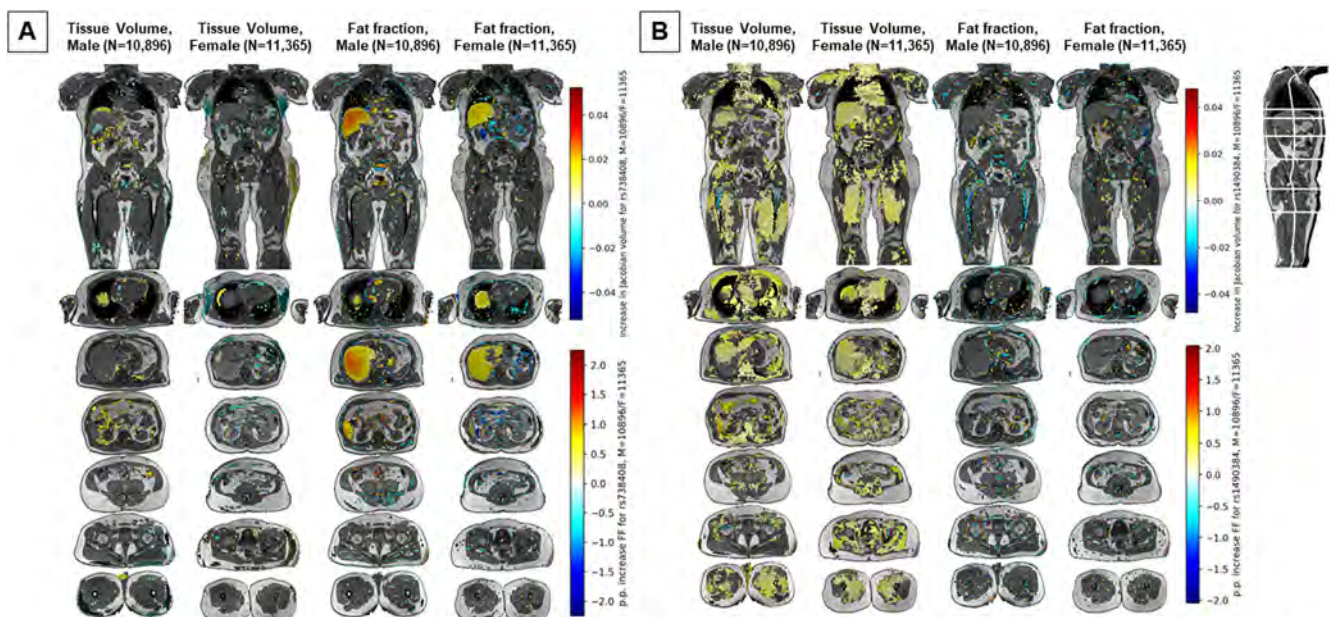 A
Tissue Volume, Male (N=10,896)
Tissue Volume, Female (N=11,365)
Fat fraction, Male (N=10,896)
Fat fraction, Female (N=11,365)
0.04
0.02
0.00
−0.02
−0.04
increase in Jacobian volume for rs738408, M=10896/F=11365
2.0
1.5
1.0
0.5
0.0
−0.5
−1.0
−1.5
−2.0
p.p. increase FF for rs738408, M=10896/F=11365
B
Tissue Volume, Male (N=10,896)
Tissue Volume, Female (N=11,365)
Fat fraction, Male (N=10,896)
Fat fraction, Female (N=11,365)
0.04
0.02
0.00
−0.02
−0.04
increase in Jacobian volume for rs1490384, M=10896/F=11365
2.0
1.5
1.0
0.5
0.0
−0.5
−1.0
−1.5
−2.0
p.p. increase FF for rs1490384, M=10896/F=11365